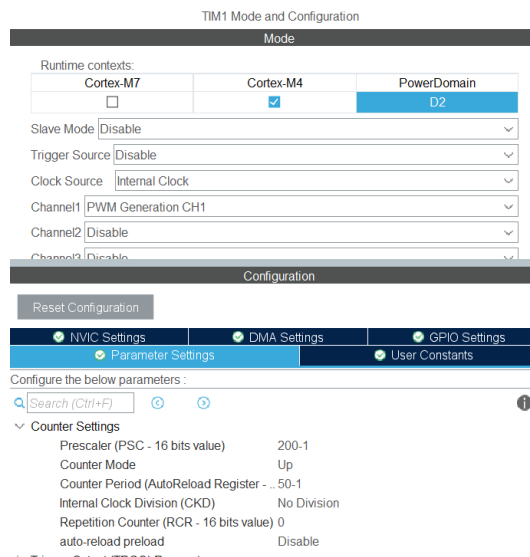 TIM1 Mode and Configuration
Mode
Runtime contexts:
Cortex-M7 Cortex-M4 PowerDomain
D2
Slave Mode Disable
Trigger Source Disable
Clock Source Internal Clock
Channel1 PWM Generation CH1
Channel2 Disable
Channel3 Disable
Configuration
Reset Configuration
NVIC Settings DMA Settings GPIO Settings
Parameter Settings User Constants
Configure the below parameters :
Search (Ctrl+F)
Counter Settings
Prescaler (PSC - 16 bits value) 200-1
Counter Mode Up
Counter Period (AutoReload Register - .. 50-1
Internal Clock Division (CKD) No Division
Repetition Counter (RCR - 16 bits value) 0
auto-reload preload Disable